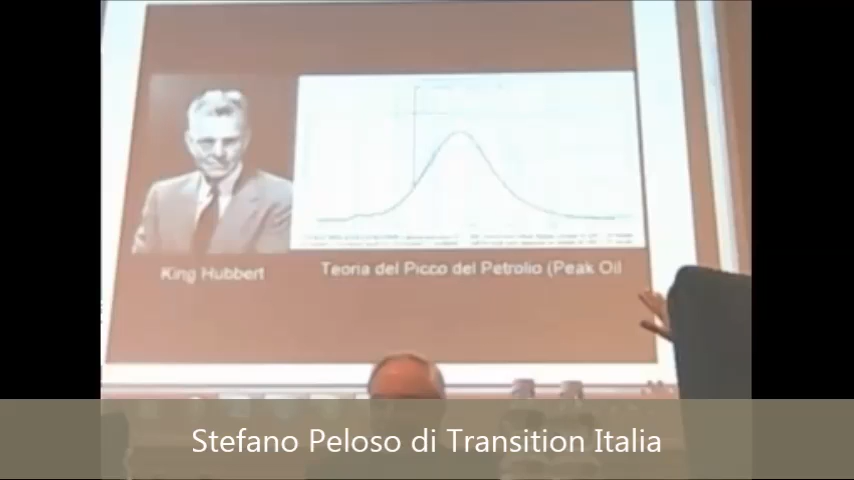 King Hubbert
Teoria del Picco del Petrolio (Peak Oil
Stefano Peloso di Transition Italia